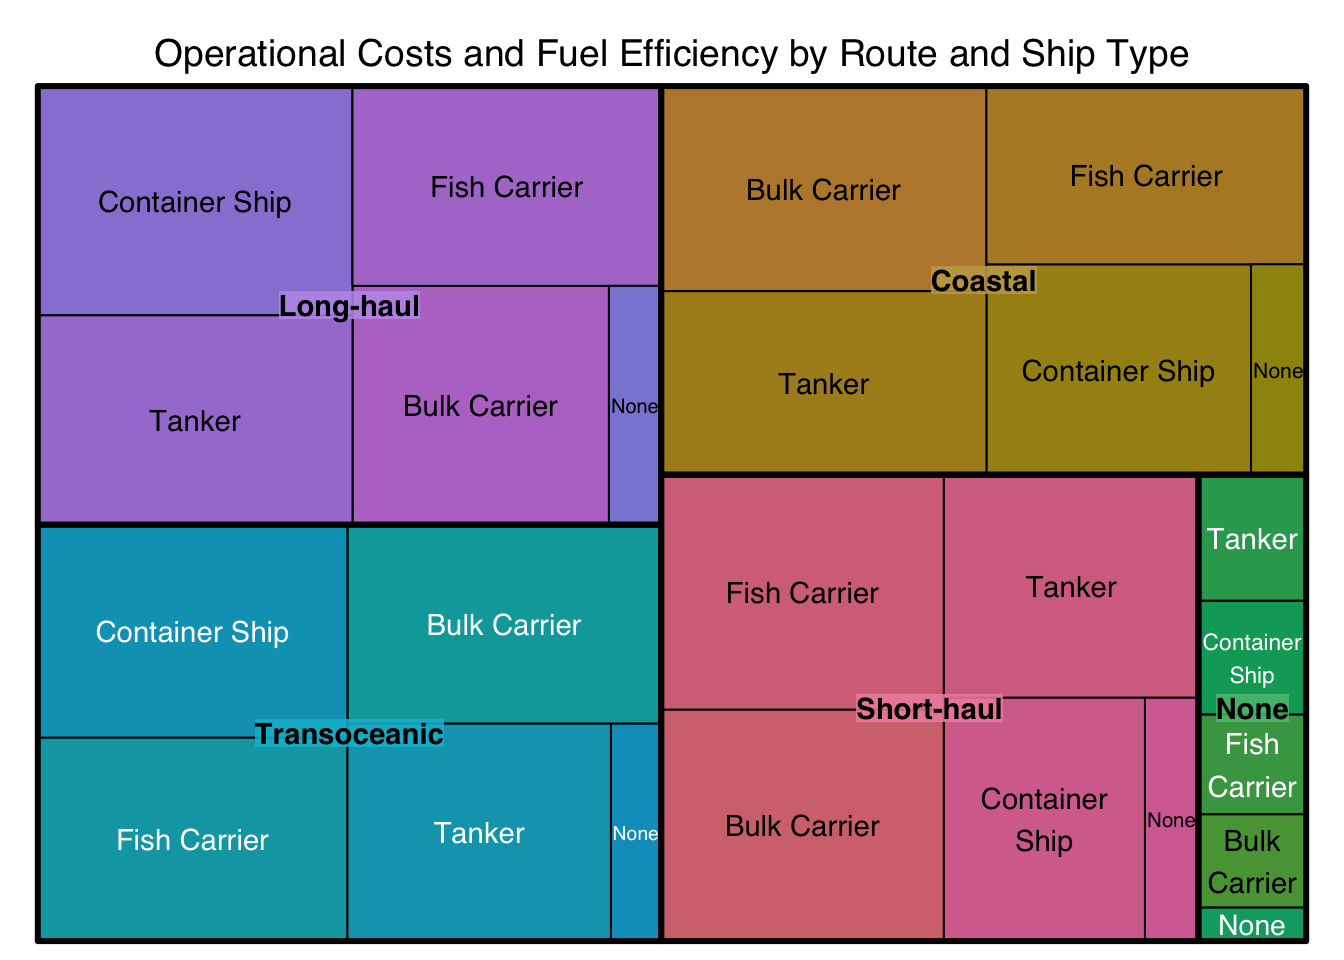 Operational Costs and Fuel Efficiency by Route and Ship Type
Container Ship
Fish Carrier
Long-haul
Tanker
Bulk Carrier
None
Bulk Carrier
Fish Carrier
Coastal
Tanker
Container Ship
None
Container Ship
Bulk Carrier
Transoceanic
Fish Carrier
Tanker
None
Fish Carrier
Tanker
Short-haul
Bulk Carrier
Container
Ship
None
Tanker
Container
Ship
None
Fish
Carrier
Bulk
Carrier
None